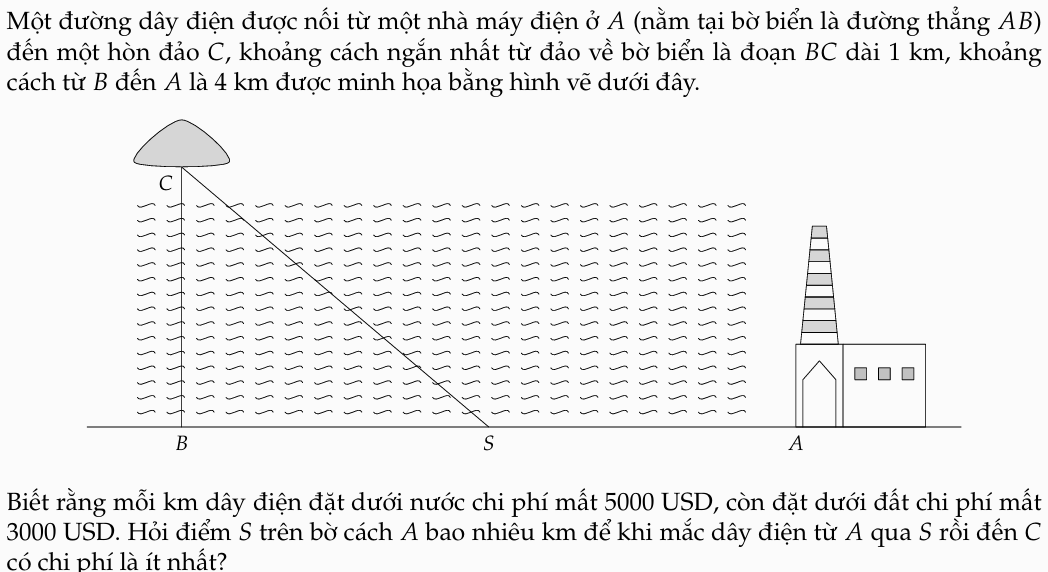 Một đường dây điện được nối từ một nhà máy điện ở A (nằm tại bờ biển là đường thẳng AB)
đến một hòn đảo C, khoảng cách ngắn nhất từ đảo về bờ biển là đoạn BC dài 1 km, khoảng
cách từ B đến A là 4 km được minh họa bằng hình vẽ dưới đây.
C
B S A
Biết rằng mỗi km dây điện đặt dưới nước chi phí mất 5000 USD, còn đặt dưới đất chi phí mất
3000 USD. Hỏi điểm S trên bờ cách A bao nhiêu km để khi mắc dây điện từ A qua S rồi đến C
có chi phí là ít nhất?